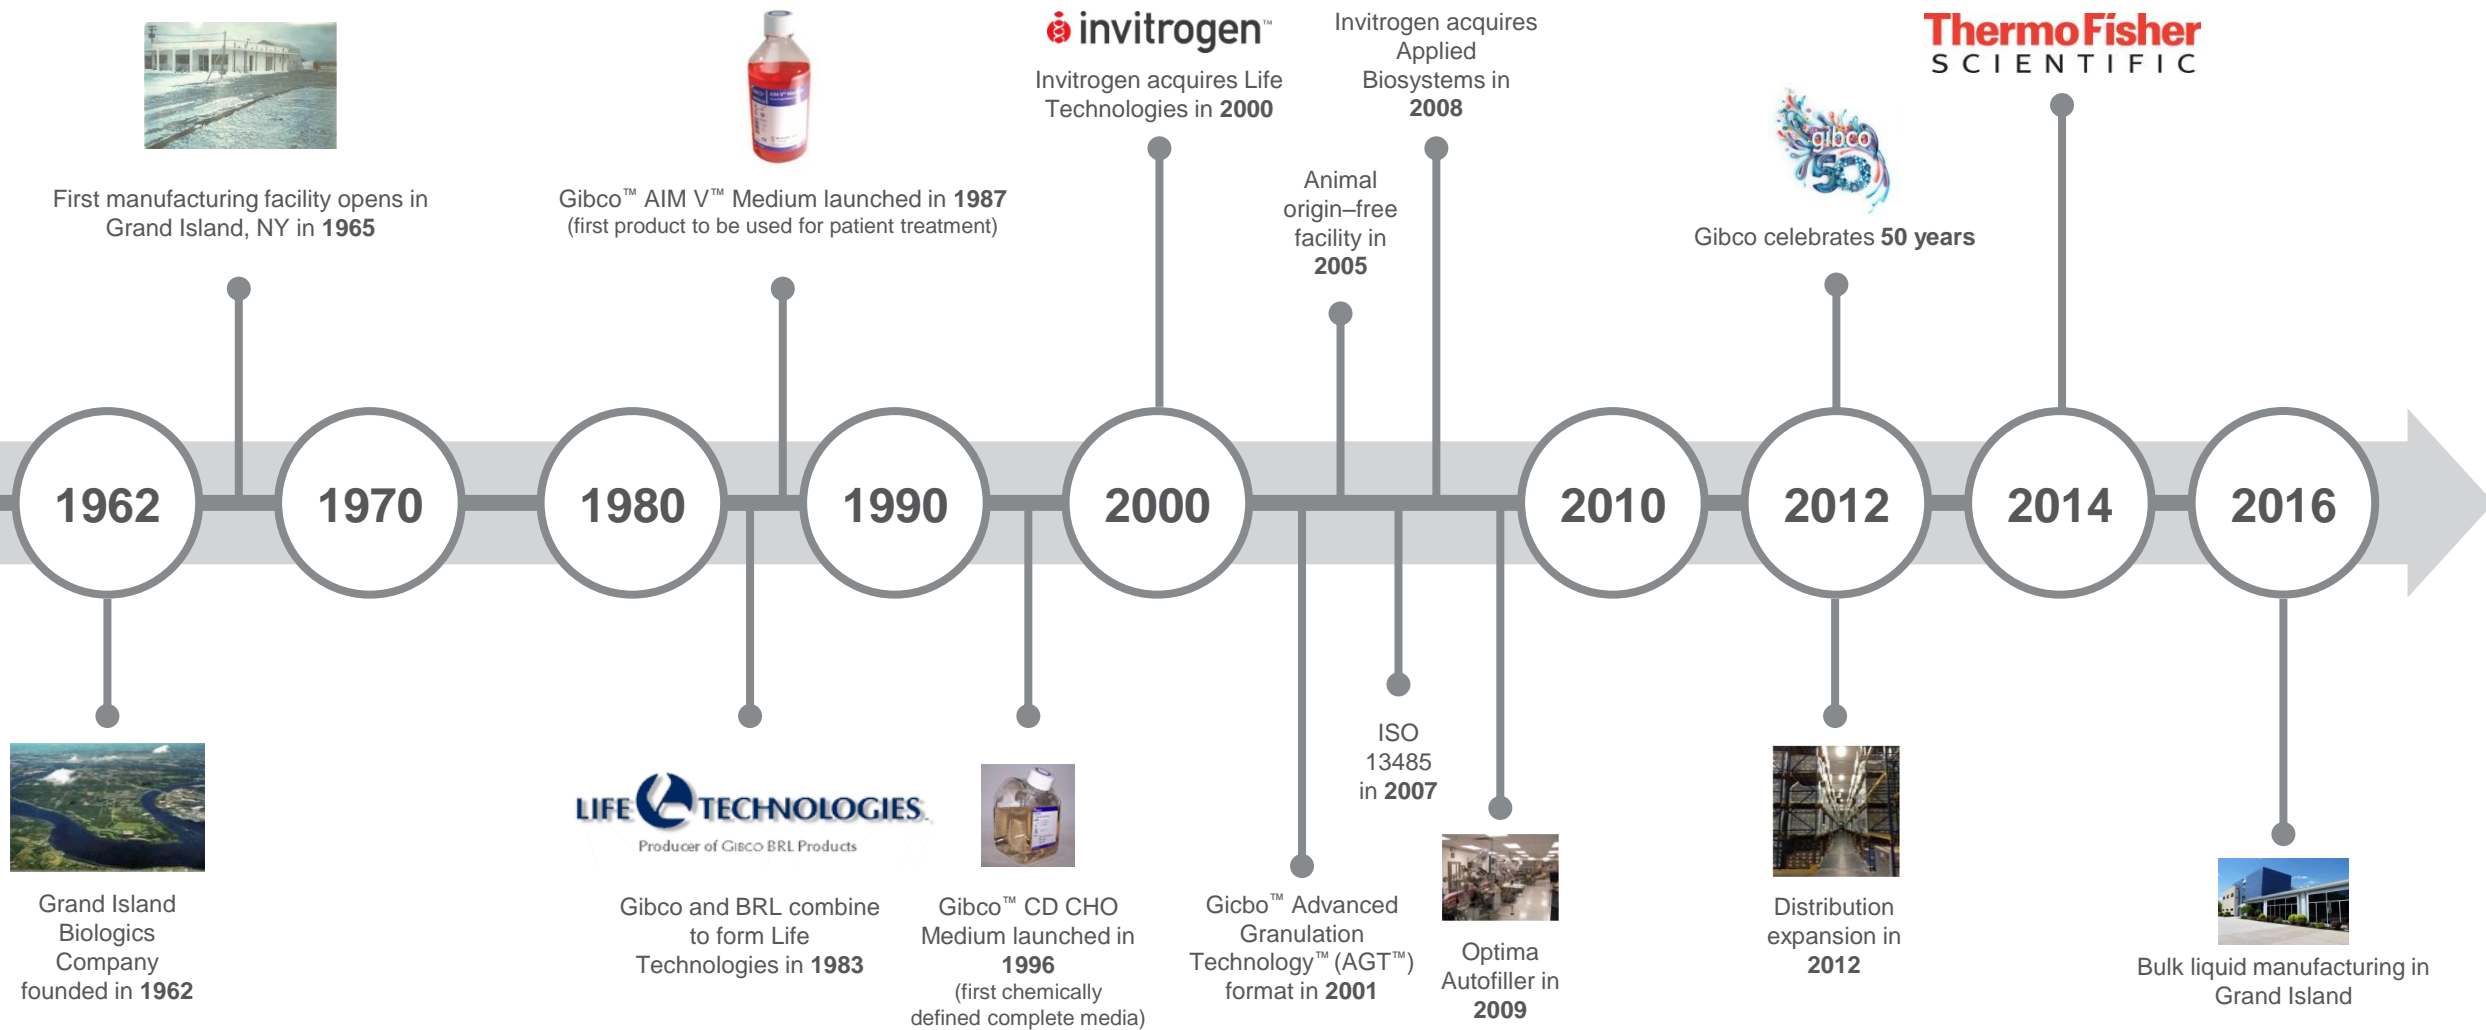 invitrogen™
Invitrogen acquires
Applied
Biosystems in
2008
ThermoFisher
SCIENTIFIC
Invitrogen acquires Life
Technologies in 2000
First manufacturing facility opens in
Grand Island, NY in 1965
AIM V™ Medium
Gibco™ AIM V™ Medium launched in 1987
(first product to be used for patient treatment)
Animal
origin–free
facility in
2005
gibco
50
Gibco celebrates 50 years
1962
1970
1980
1990
2000
2010
2012
2014
2016
Grand Island
Biologics
Company
founded in 1962
LIFE TECHNOLOGIES
Producer of GIBCO BRL Products
Gibco and BRL combine
to form Life
Technologies in 1983
Gibco™ CD CHO
Medium launched in
1996
(first chemically
defined complete media)
Gicbo™ Advanced
Granulation
Technology™ (AGT™)
format in 2001
ISO
13485
in 2007
Optima
Autofiller in
2009
Distribution
expansion in
2012
Bulk liquid manufacturing in
Grand Island